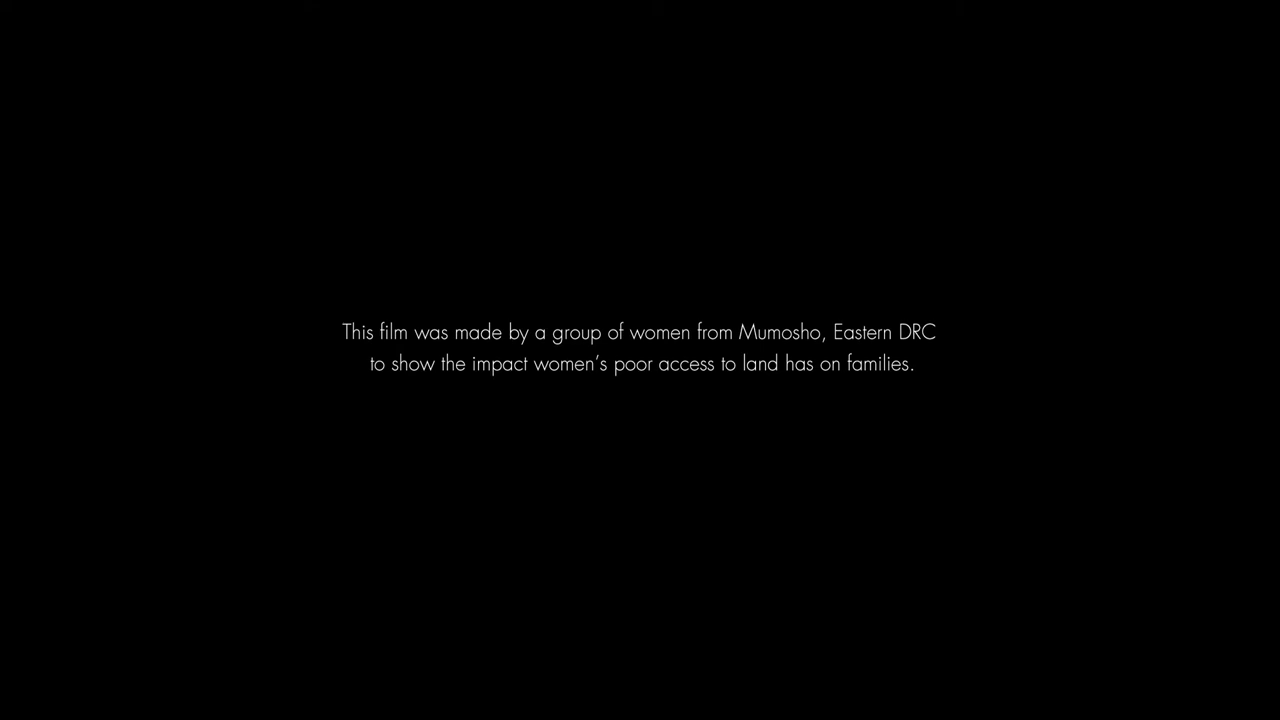 This film was made by a group of women from Mumosho, Eastern DRC
to show the impact women’s poor access to land has on families.